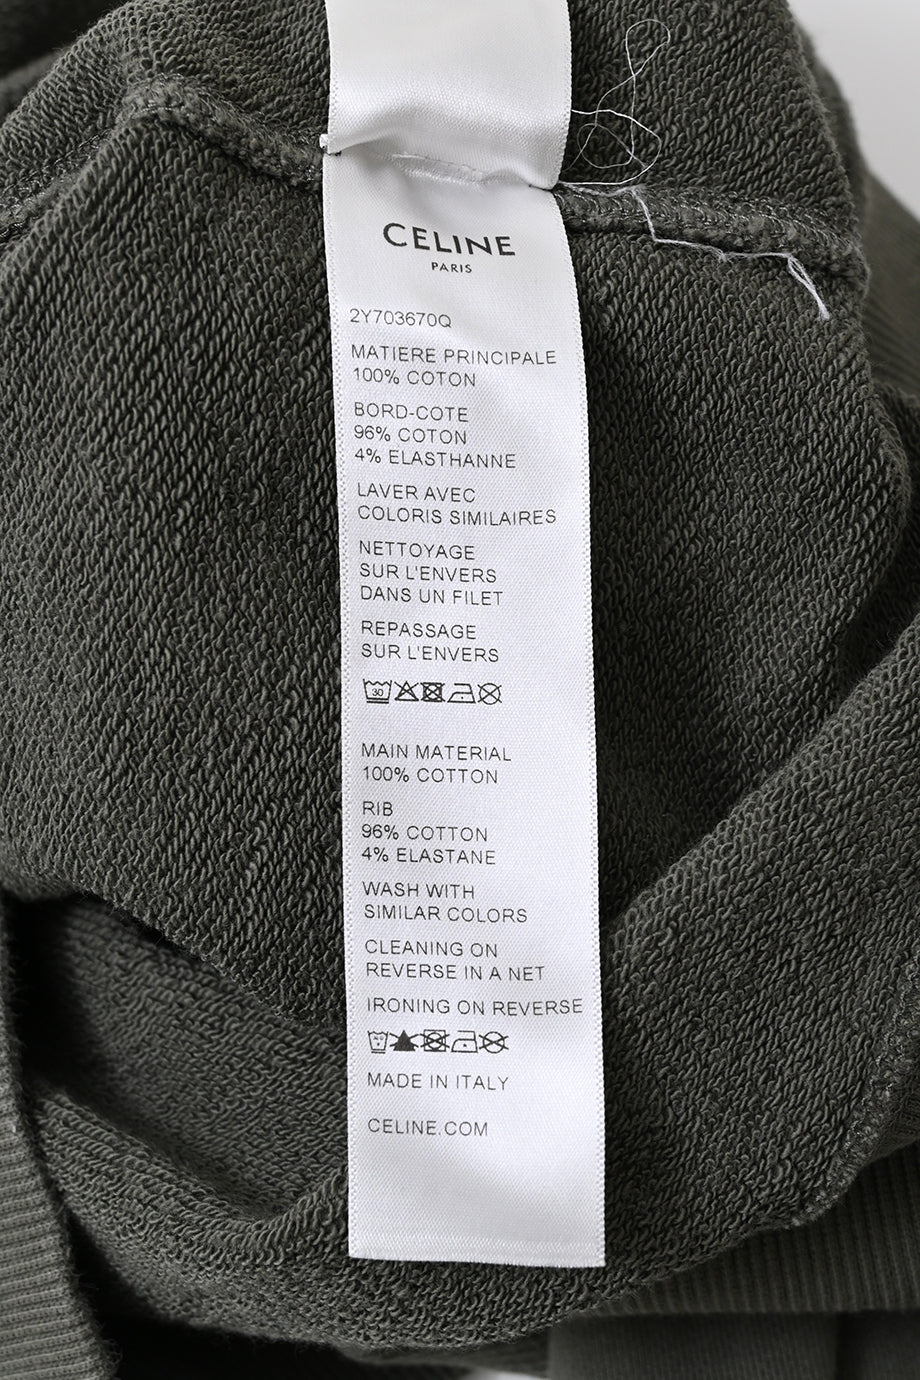 CELINE
PARIS
2Y703670Q
MATIERE PRINCIPALE
100% COTON
BORD-COTE
96% COTON
4% ELASTHANNE
LAVER AVEC
COLORIS SIMILAIRES
NETTOYAGE
SUR L'ENVERS
DANS UN FILET
REPASSAGE
SUR L'ENVERS
30
MAIN MATERIAL
100% COTTON
RIB
96% COTTON
4% ELASTANE
WASH WITH
SIMILAR COLORS
CLEANING ON
REVERSE IN A NET
IRONING ON REVERSE
MADE IN ITALY
CELINE.COM